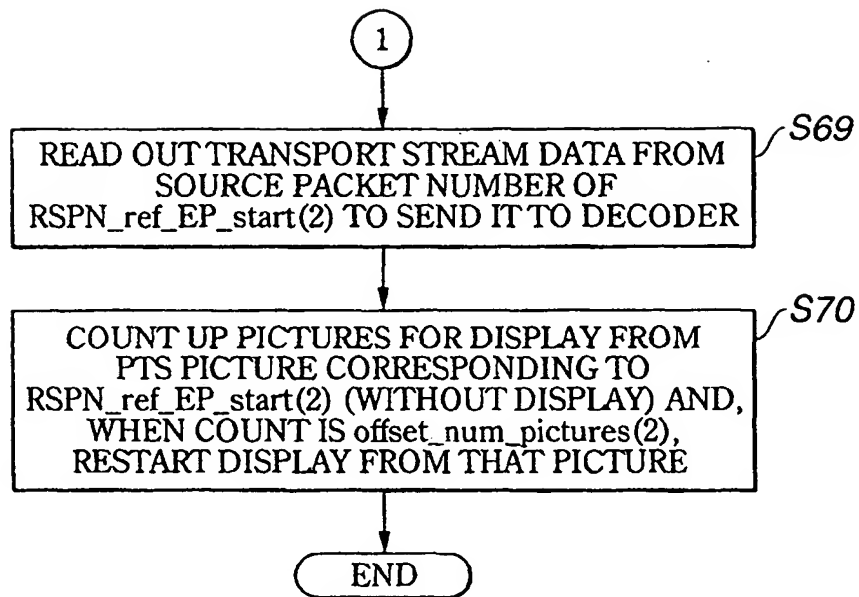 1
S69
READ OUT TRANSPORT STREAM DATA FROM
SOURCE PACKET NUMBER OF
RSPN_ref_EP_start(2) TO SEND IT TO DECODER
S70
COUNT UP PICTURES FOR DISPLAY FROM
PTS PICTURE CORRESPONDING TO
RSPN_ref_EP_start(2) (WITHOUT DISPLAY) AND,
WHEN COUNT IS offset_num_pictures(2),
RESTART DISPLAY FROM THAT PICTURE
END